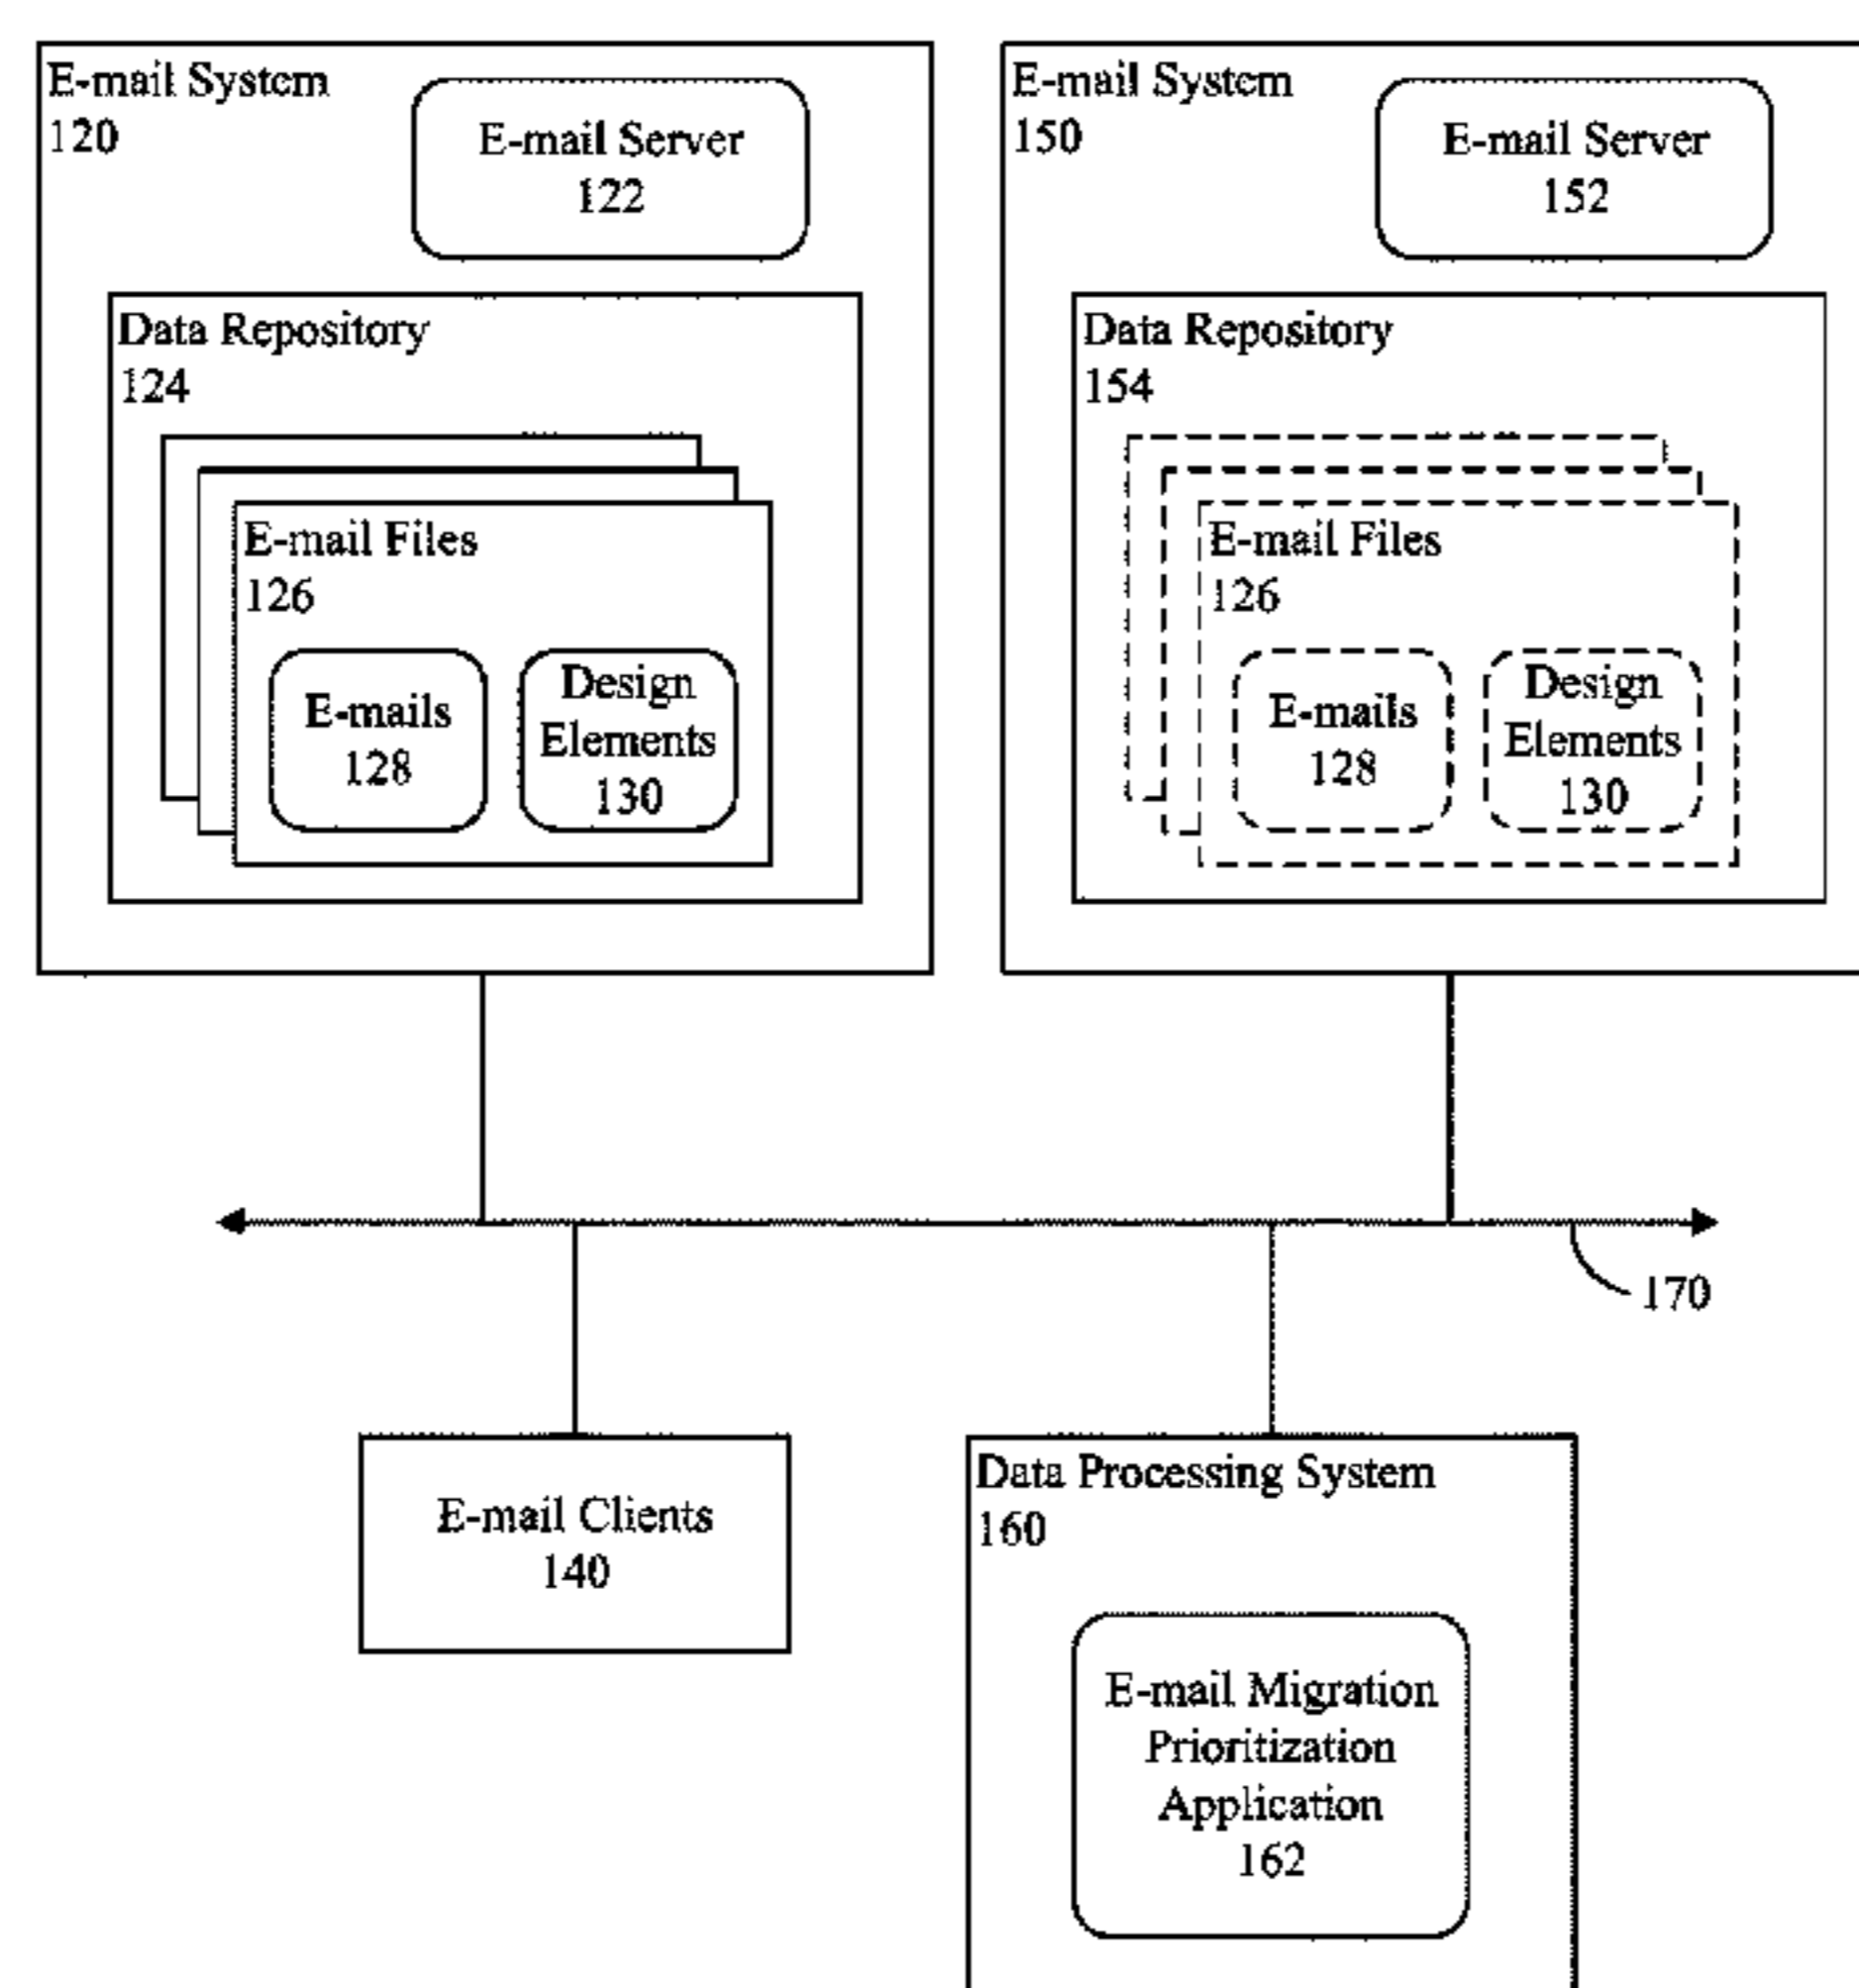 E-mail System
120
E-mail Server
122
Data Repository
124
E-mail Files
126
E-mails
128
Design
Elements
130
E-mail System
150
E-mail Server
152
Data Repository
154
E-mail Files
126
E-mails
128
Design
Elements
130
170
E-mail Clients
140
Data Processing System
160
E-mail Migration
Prioritization
Application
162